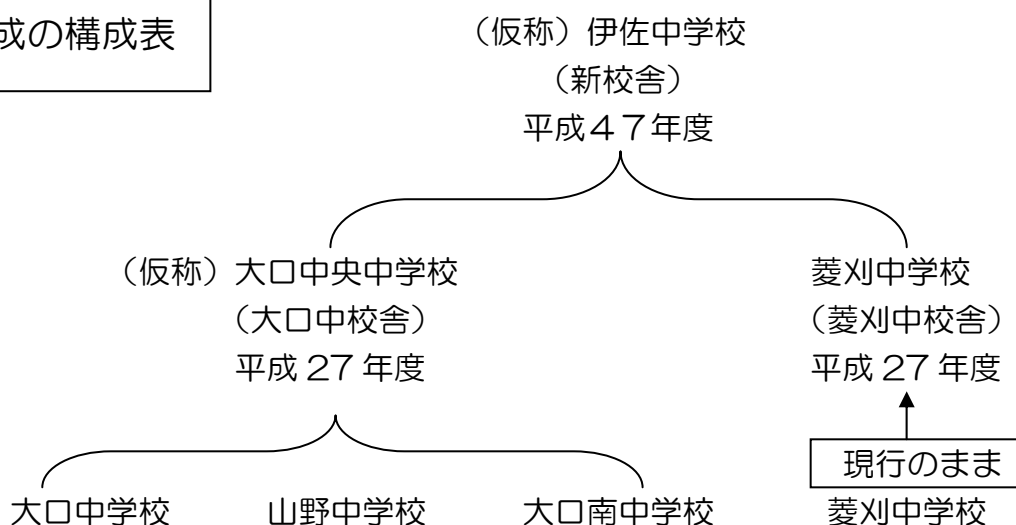 成の構成表
（仮称）伊佐中学校
（新校舎）
平成４７年度
（仮称）大口中央中学校
（大口中校舎）
平成 27 年度
菱刈中学校
（菱刈中校舎）
平成 27 年度
現行のまま
大口中学校 山野中学校 大口南中学校 菱刈中学校